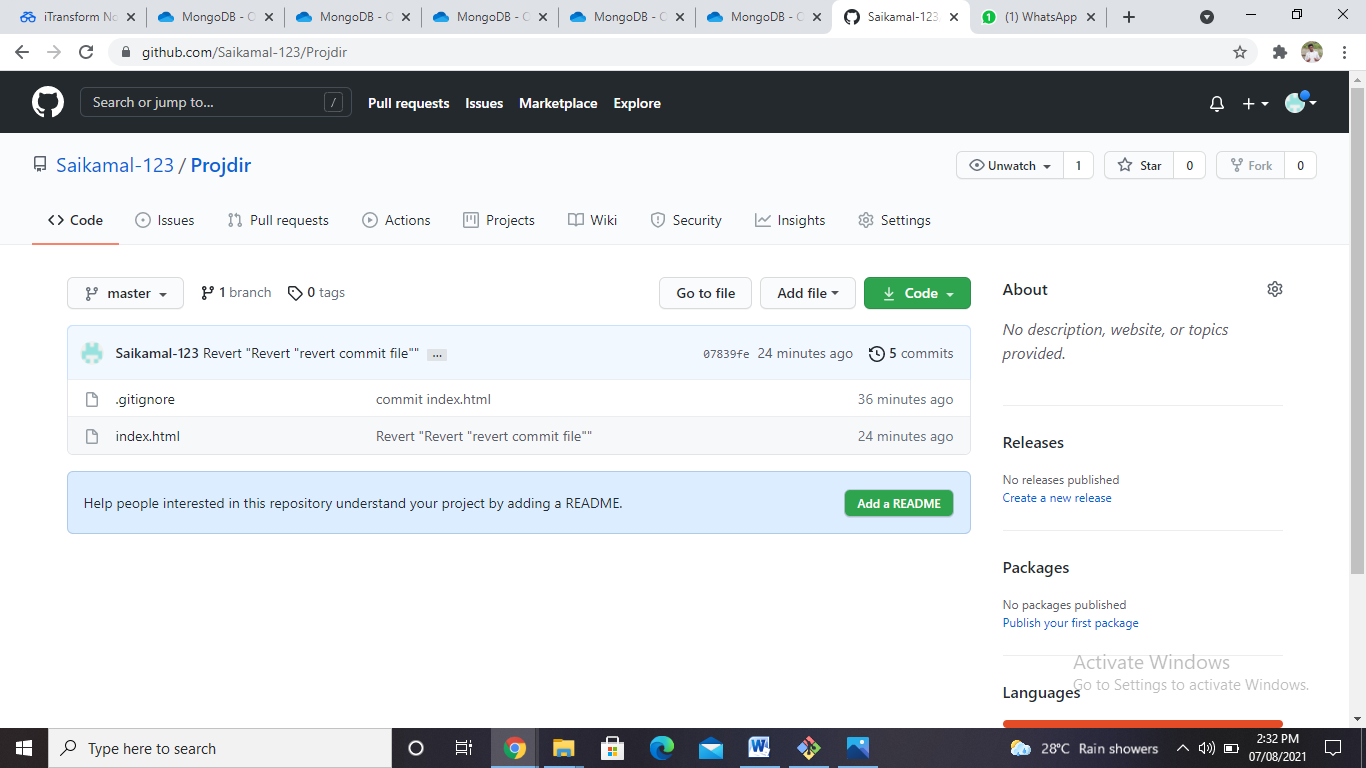 iTransform No
MongoDB - C
MongoDB - C
MongoDB - C
MongoDB - C
MongoDB - C
Saikamal-123
(1) WhatsApp
github.com/Saikamal-123/Projdir
Search or jump to... /
Pull requests Issues Marketplace Explore
Saikamal-123 / Projdir
Unwatch 1 Star 0 Fork 0
Code Issues Pull requests Actions Projects Wiki Security Insights Settings
master 1 branch 0 tags Go to file Add file Code
Saikamal-123 Revert "Revert "revert commit file"" ... 07839fe 24 minutes ago 5 commits
.gitignore commit index.html 36 minutes ago
index.html Revert "Revert "revert commit file"" 24 minutes ago
Help people interested in this repository understand your project by adding a README. Add a README
About
No description, website, or topics
provided.
Releases
No releases published
Create a new release
Packages
No packages published
Publish your first package
Activate Windows
Go to Settings to activate Windows.
Languages
Type here to search
28°C Rain showers
2:32 PM
07/08/2021